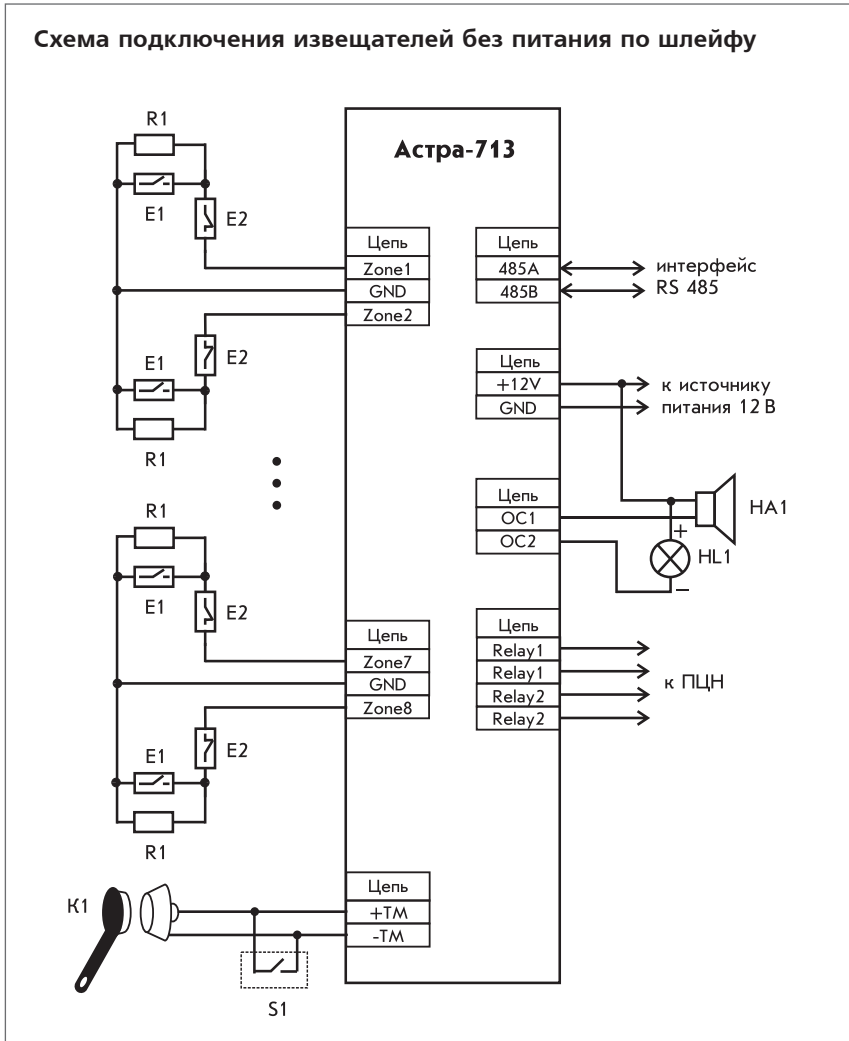 Схема подключения извещателей без питания по шлейфу
Астра-713
R1
E1
E2
Цепь
Zone1
GND
Zone2
E1
E2
R1
R1
E1
E2
Цепь
Zone7
GND
Zone8
E1
E2
R1
K1
Цепь
+TM
-TM
S1
Цепь
485A
485B
интерфейс
RS 485
Цепь
+12V
GND
к источнику
питания 12 В
Цепь
OC1
OC2
HA1
+
HL1
−
Цепь
Relay1
Relay1
Relay2
Relay2
к ПЦН